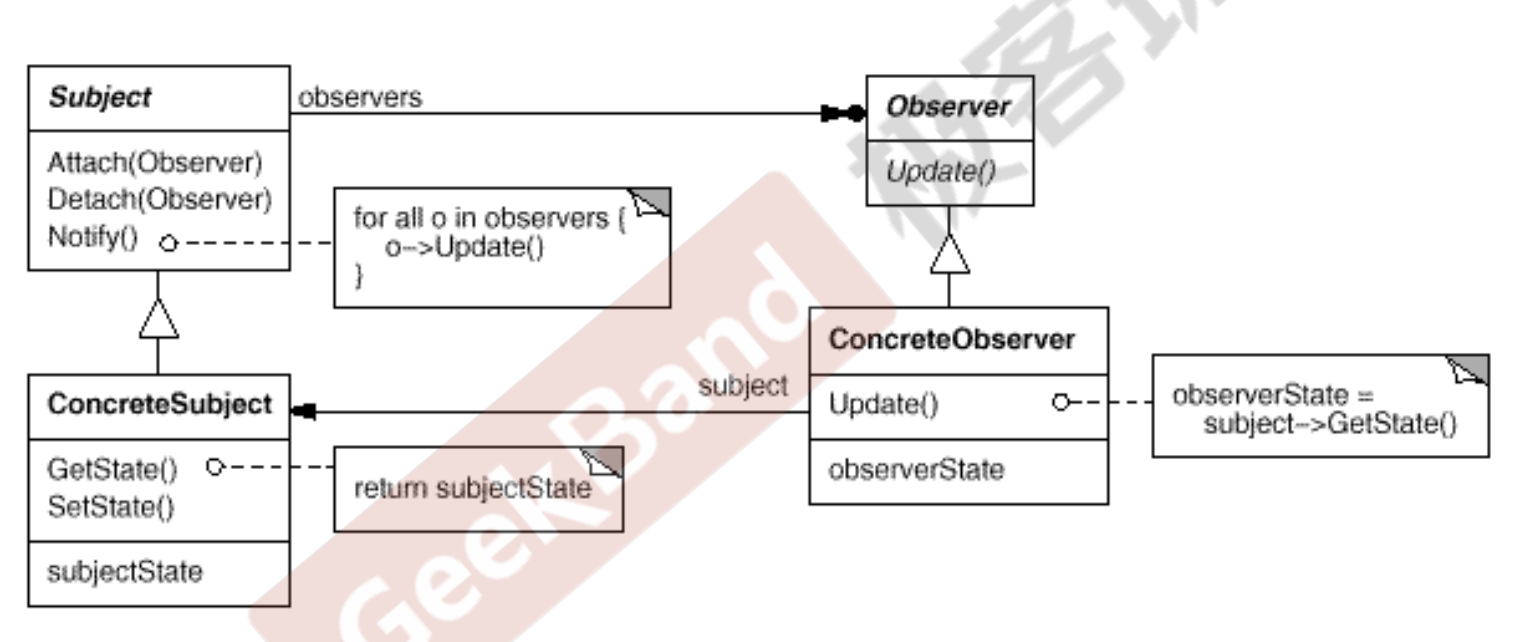 Subject
observers
Observer
Attach(Observer)
Detach(Observer)
Notify()
Update()
for all o in observers {
o–>Update()
}
ConcreteObserver
Update()
observerState
observerState =
subject–>GetState()
subject
ConcreteSubject
GetState()
SetState()
subjectState
return subjectState
GeekBand
极客班